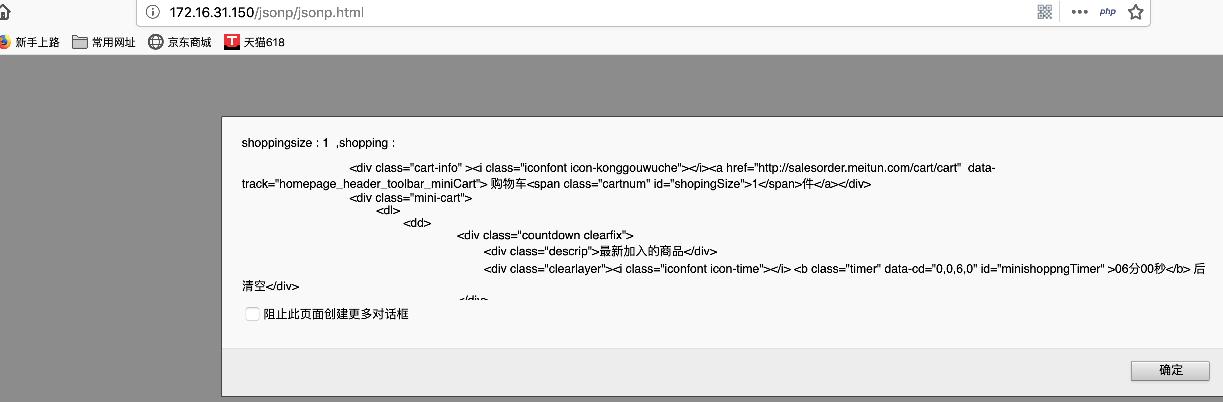 172.16.31.150/jsonp/jsonp.html php
新手上路 常用网址 京东商城 T 天猫618
shoppingsize : 1 ,shopping :
<div class="cart-info" ><i class="iconfont icon-konggouwuche"></i><a href="http://salesorder.meitun.com/cart/cart" data-
track="homepage_header_toolbar_miniCart"> 购物车<span class="cartnum" id="shopingSize">1</span>件</a></div>
<div class="mini-cart">
<dl>
<dd>
<div class="countdown clearfix">
<div class="descrip">最新加入的商品</div>
<div class="clearlayer"><i class="iconfont icon-time"></i> <b class="timer" data-cd="0,0,6,0" id="minishoppngTimer" >06分00秒</b> 后
清空</div>
</div>
阻止此页面创建更多对话框
确定